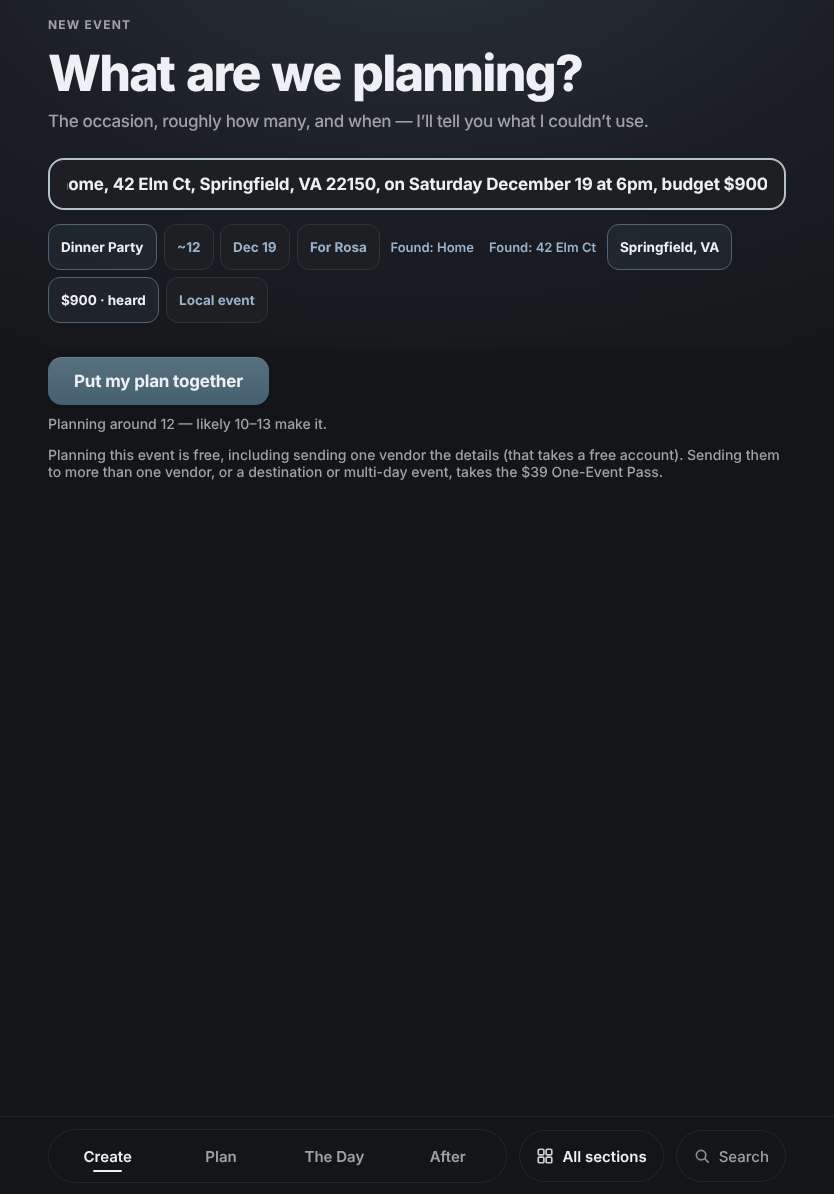 NEW EVENT
What are we planning?
The occasion, roughly how many, and when — I’ll tell you what I couldn’t use.
ome, 42 Elm Ct, Springfield, VA 22150, on Saturday December 19 at 6pm, budget $900
Dinner Party ~12 Dec 19 For Rosa Found: Home Found: 42 Elm Ct Springfield, VA
$900 · heard Local event
Put my plan together
Planning around 12 — likely 10–13 make it.
Planning this event is free, including sending one vendor the details (that takes a free account). Sending them
to more than one vendor, or a destination or multi-day event, takes the $39 One-Event Pass.
Create Plan The Day After All sections Search